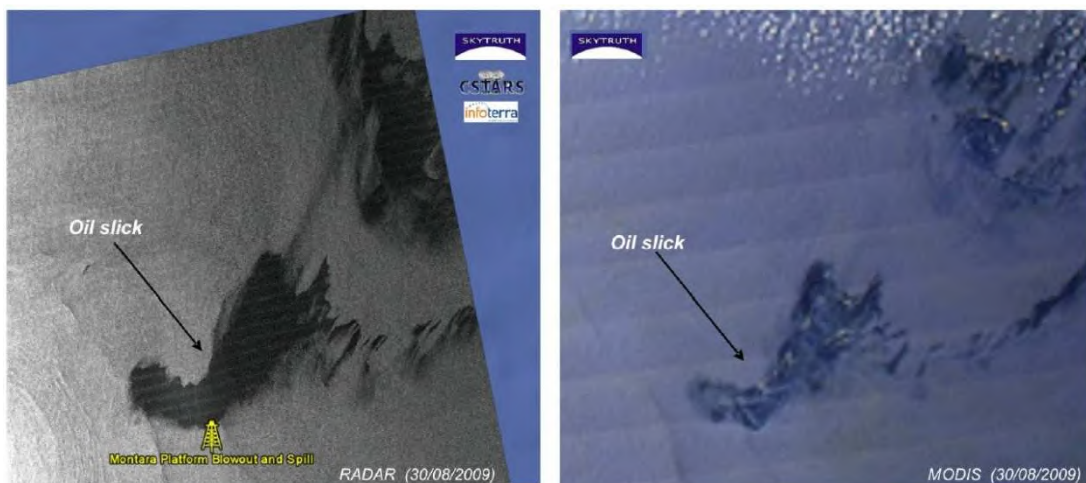 SKYTRUTH
CSTARS
infoterra
Oil slick
Montara Platform Blowout and Spill
RADAR (30/08/2009)
SKYTRUTH
Oil slick
MODIS (30/08/2009)